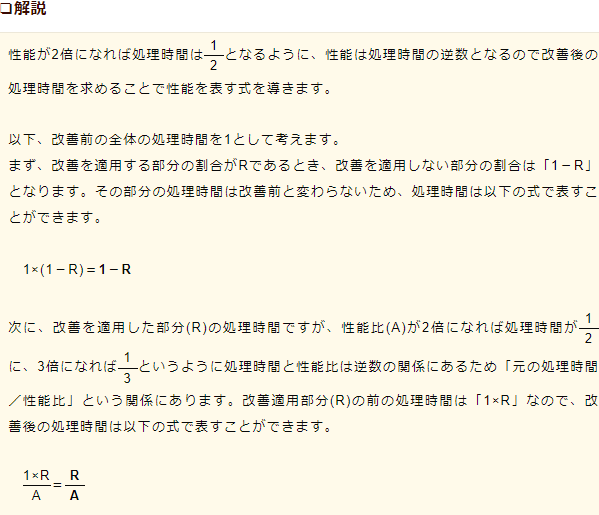 ❏解説
性能が2倍になれば処理時間は1/2となるように、性能は処理時間の逆数となるので改善後の
処理時間を求めることで性能を表す式を導きます。
以下、改善前の全体の処理時間を1として考えます。
まず、改善を適用する部分の割合がRであるとき、改善を適用しない部分の割合は「1－R」
となります。その部分の処理時間は改善前と変わらないため、処理時間は以下の式で表すこ
とができます。
1×(1－R)＝1－R
次に、改善を適用した部分(R)の処理時間ですが、性能比(A)が2倍になれば処理時間が1/2
に、3倍になれば1/3というように処理時間と性能比は逆数の関係にあるため「元の処理時間
／性能比」という関係にあります。改善適用部分(R)の前の処理時間は「1×R」なので、改
善後の処理時間は以下の式で表すことができます。
1×R/A＝R/A